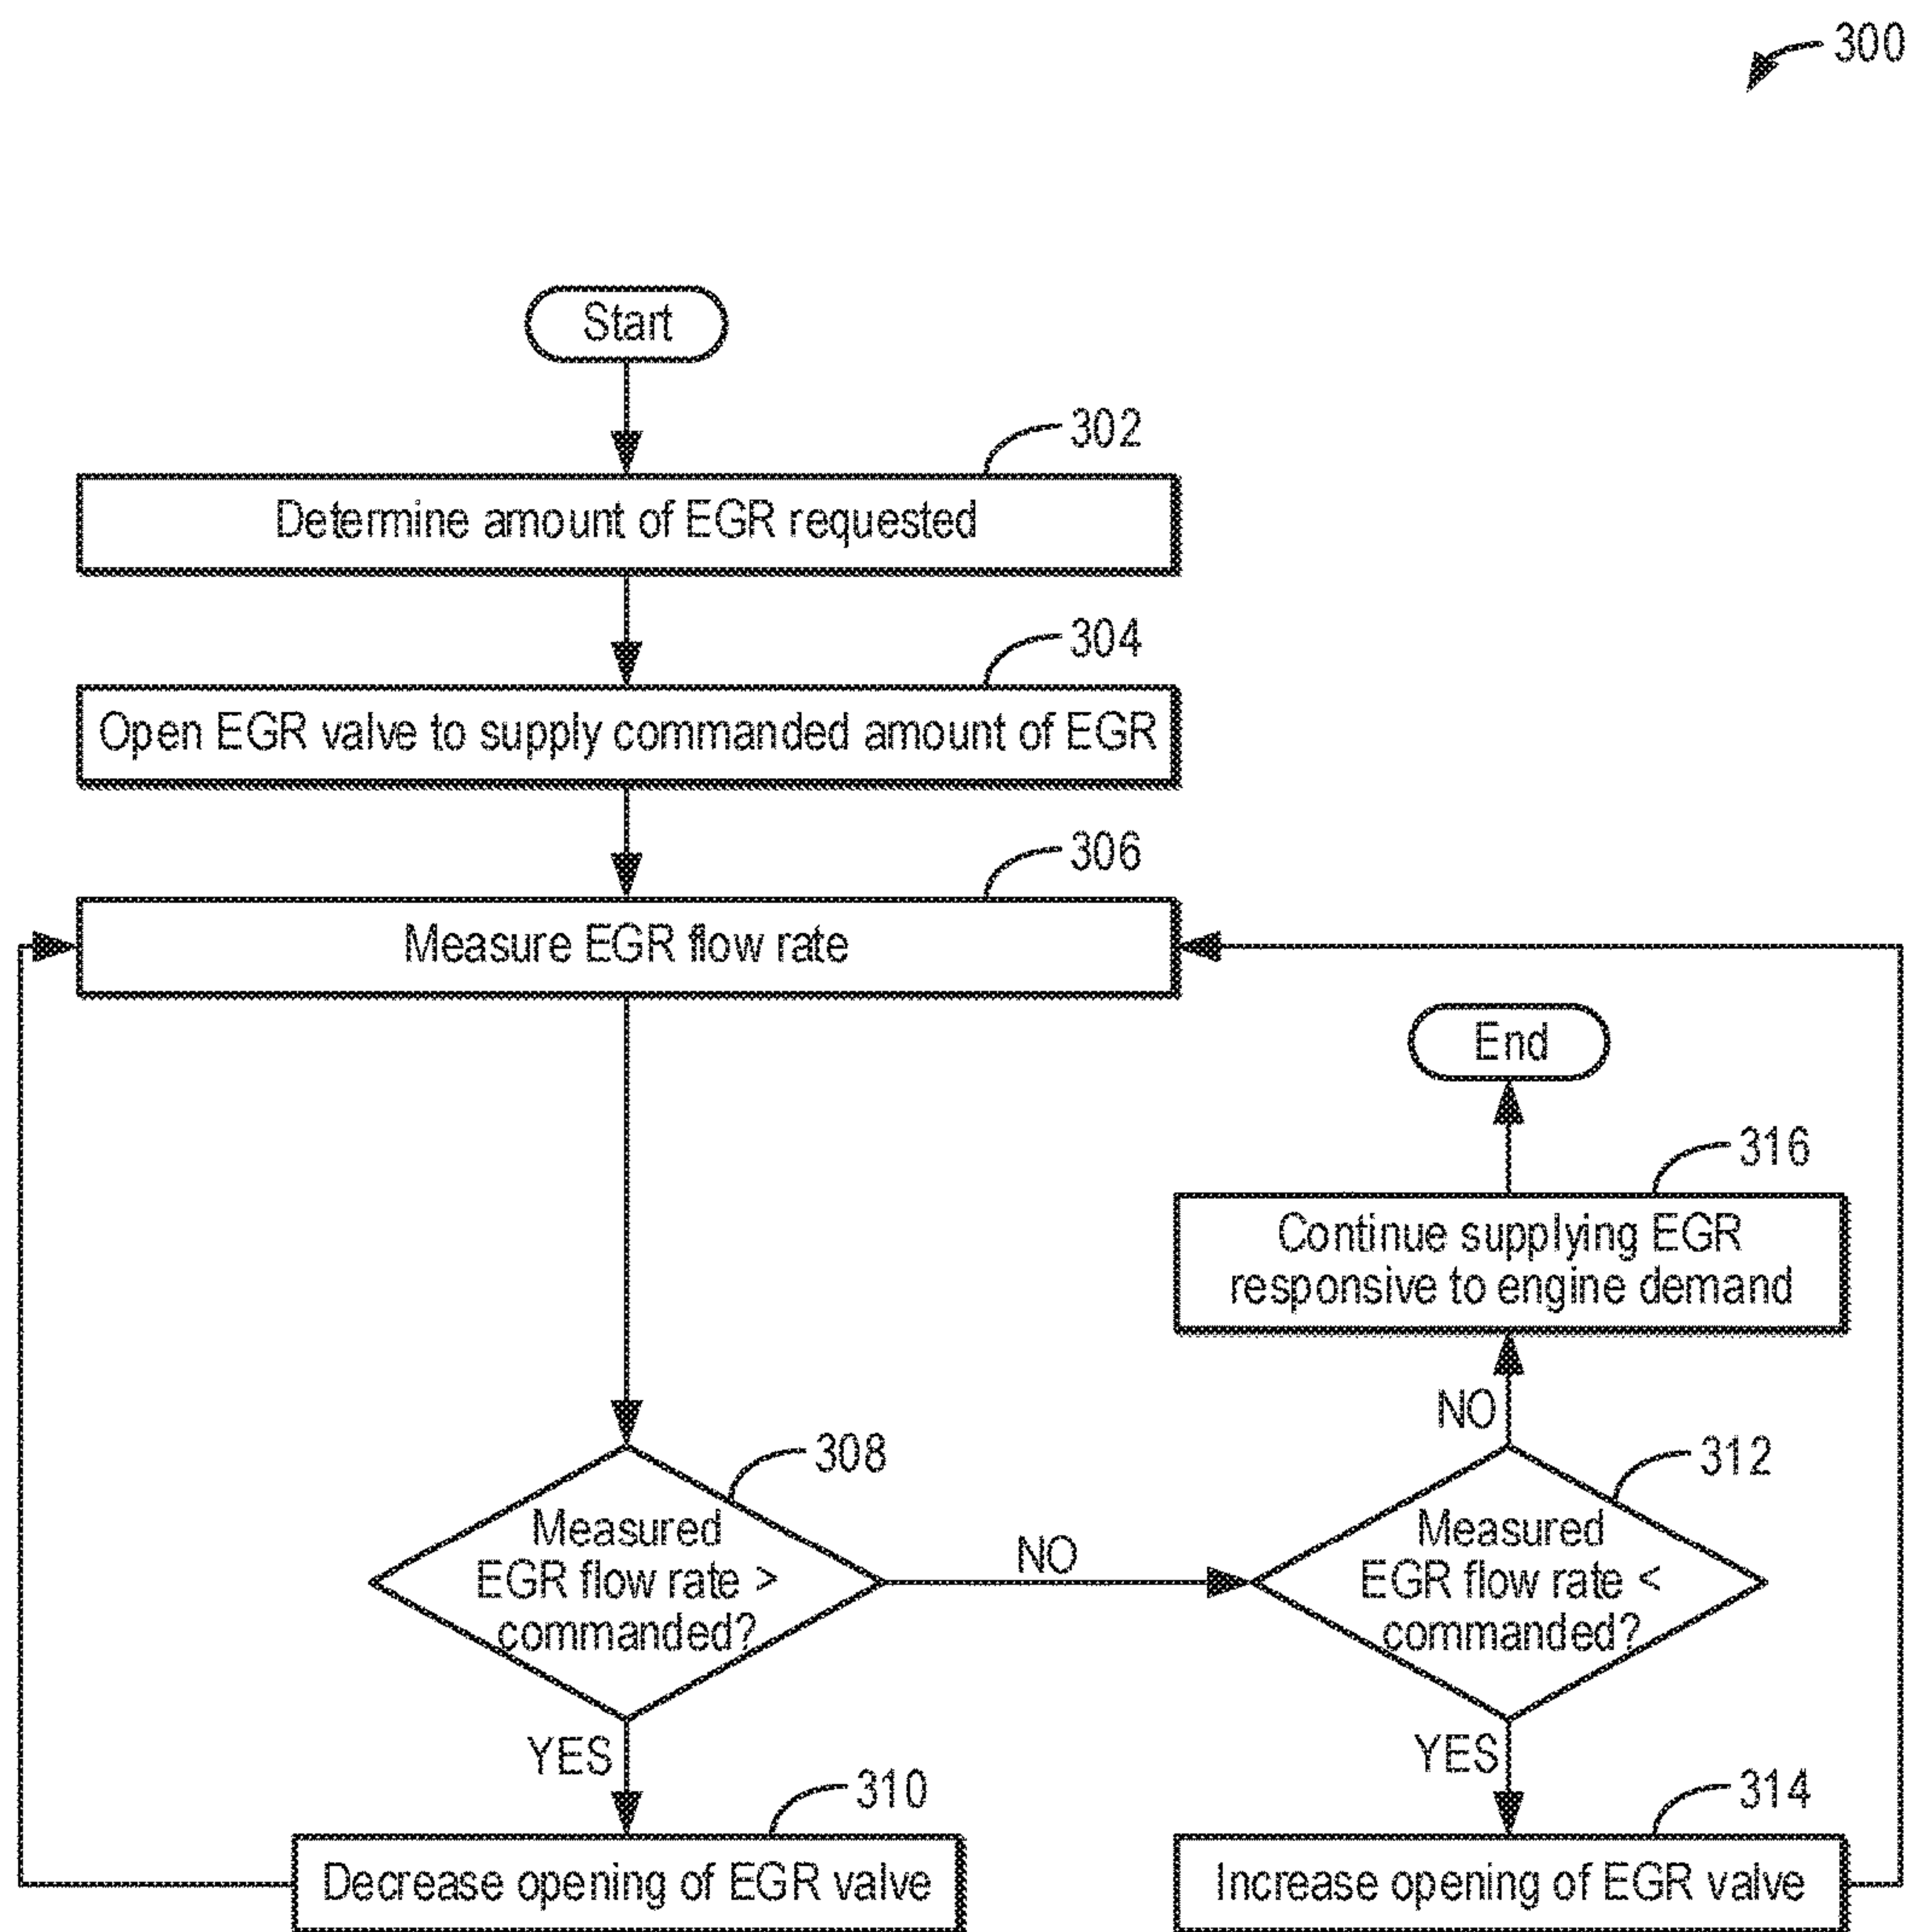 300
Start
302
Determine amount of EGR requested
304
Open EGR valve to supply commanded amount of EGR
306
Measure EGR flow rate
End
316
Continue supplying EGR
responsive to engine demand
NO
308
Measured
EGR flow rate >
commanded?
NO
312
Measured
EGR flow rate <
commanded?
YES
310
Decrease opening of EGR valve
YES
314
Increase opening of EGR valve